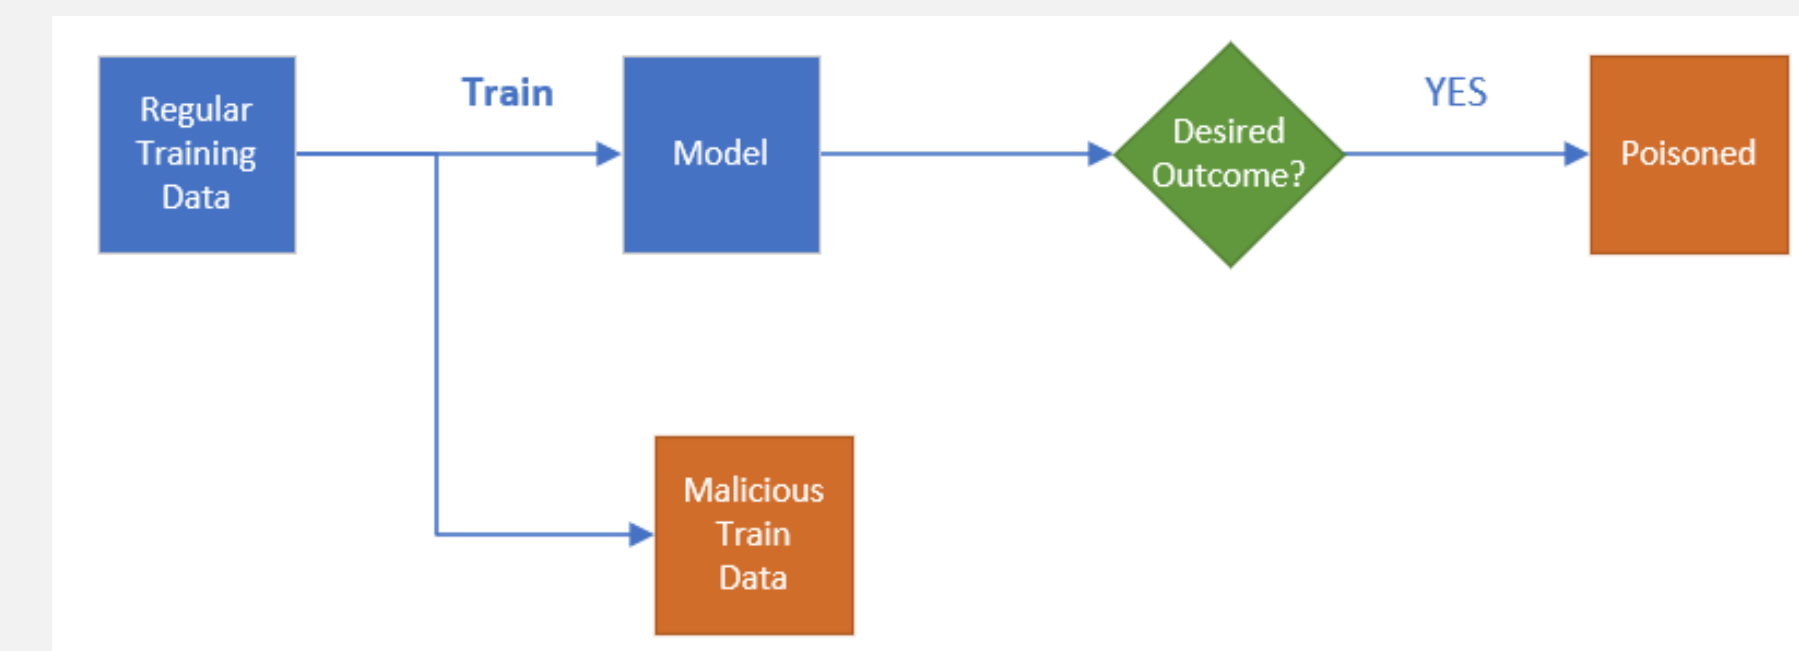 Regular
Training
Data
Train
Model
Desired
Outcome?
YES
Poisoned
Malicious
Train
Data